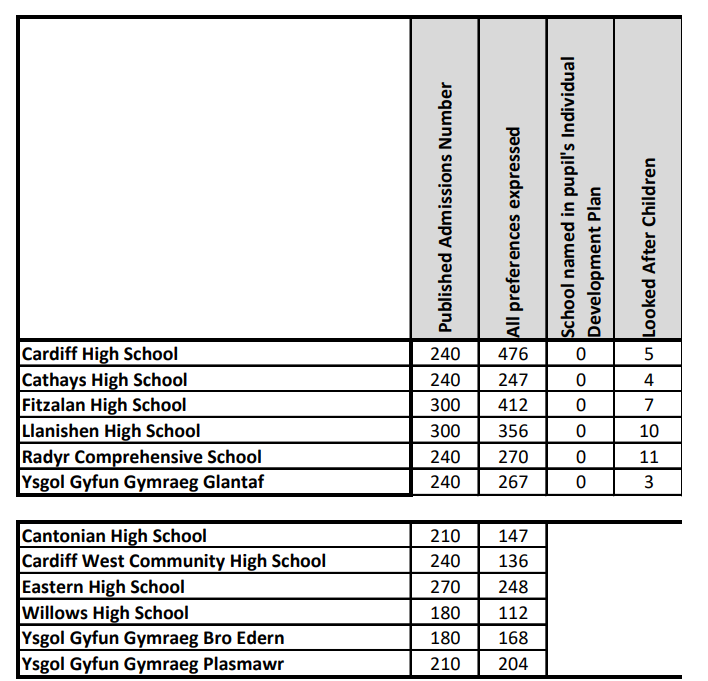 Published Admissions Number
All preferences expressed
School named in pupil's Individual
Development Plan
Looked After Children
Cardiff High School 240 476 0 5
Cathays High School 240 247 0 4
Fitzalan High School 300 412 0 7
Llanishen High School 300 356 0 10
Radyr Comprehensive School 240 270 0 11
Ysgol Gyfun Gymraeg Glantaf 240 267 0 3
Cantonian High School 210 147
Cardiff West Community High School 240 136
Eastern High School 270 248
Willows High School 180 112
Ysgol Gyfun Gymraeg Bro Edern 180 168
Ysgol Gyfun Gymraeg Plasmawr 210 204